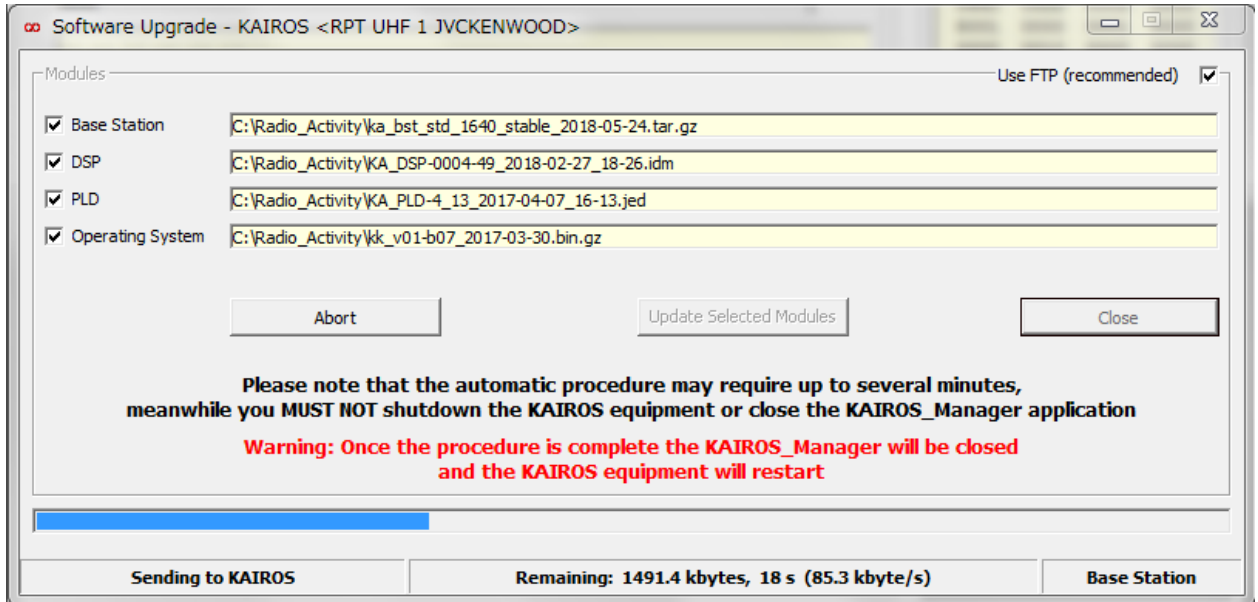 Software Upgrade - KAIROS <RPT UHF 1 JVCKENWOOD>
Modules
Use FTP (recommended)
Base Station
C:\Radio_Activity\ka_bst_std_1640_stable_2018-05-24.tar.gz
DSP
C:\Radio_Activity\KA_DSP-0004-49_2018-02-27_18-26.idm
PLD
C:\Radio_Activity\KA_PLD-4_13_2017-04-07_16-13.jed
Operating System
C:\Radio_Activity\kk_v01-b07_2017-03-30.bin.gz
Abort
Update Selected Modules
Close
Please note that the automatic procedure may require up to several minutes,
meanwhile you MUST NOT shutdown the KAIROS equipment or close the KAIROS_Manager application
Warning: Once the procedure is complete the KAIROS_Manager will be closed
and the KAIROS equipment will restart
Sending to KAIROS
Remaining: 1491.4 kbytes, 18 s (85.3 kbyte/s)
Base Station